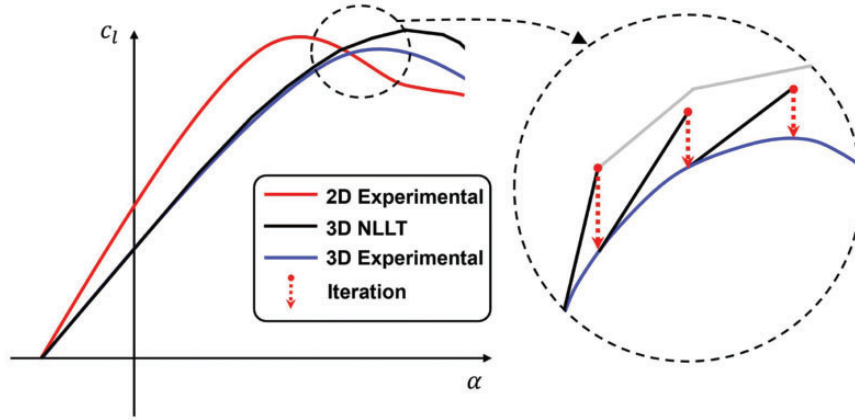 c_l
2D Experimental
3D NLLT
3D Experimental
Iteration
α